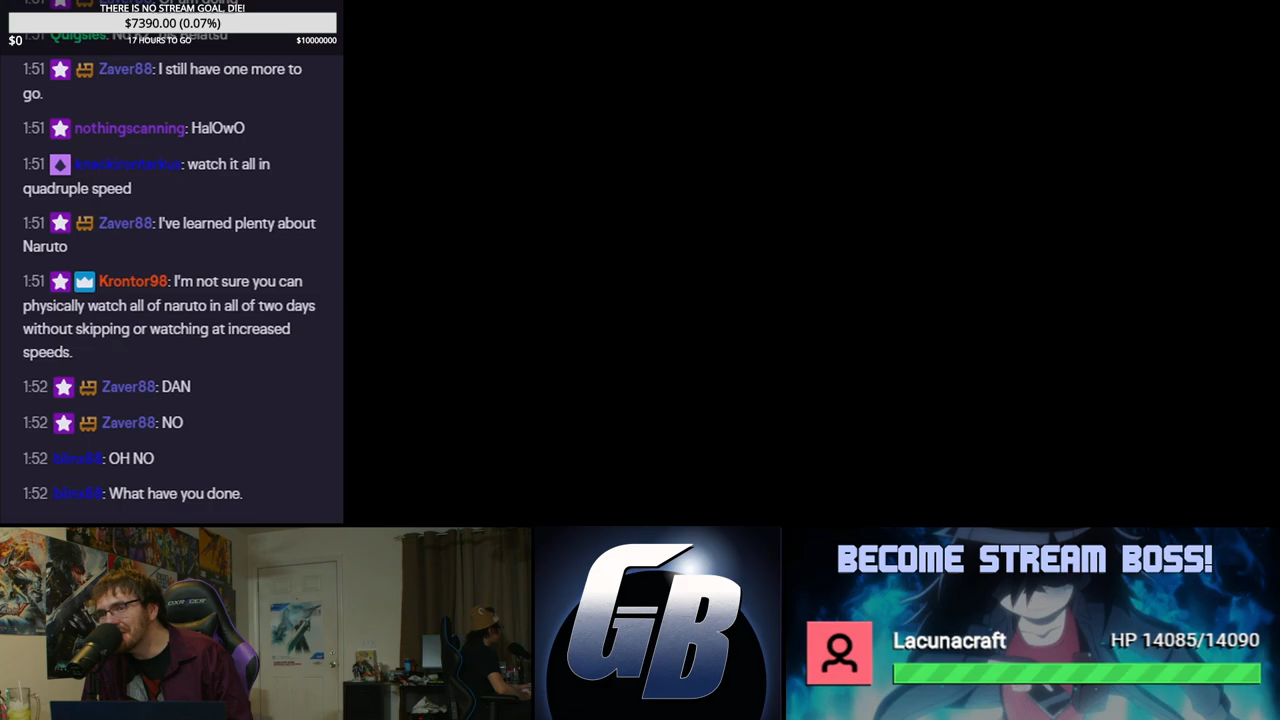 THERE IS NO STREAM GOAL, DIE!
$7390.00 (0.07%)
$0 17 HOURS TO GO $10000000
1:51 Quigsies:
1:51 Zaver88: I still have one more to
go.
1:51 nothingscanning: HalOwO
1:51 : watch it all in
quadruple speed
1:51 Zaver88: I've learned plenty about
Naruto
1:51 Krontor98: I'm not sure you can
physically watch all of naruto in all of two days
without skipping or watching at increased
speeds.
1:52 Zaver88: DAN
1:52 Zaver88: NO
1:52 : OH NO
1:52 : What have you done.
DXRACER
GB
BECOME STREAM BOSS!
Lacunacraft HP 14085/14090